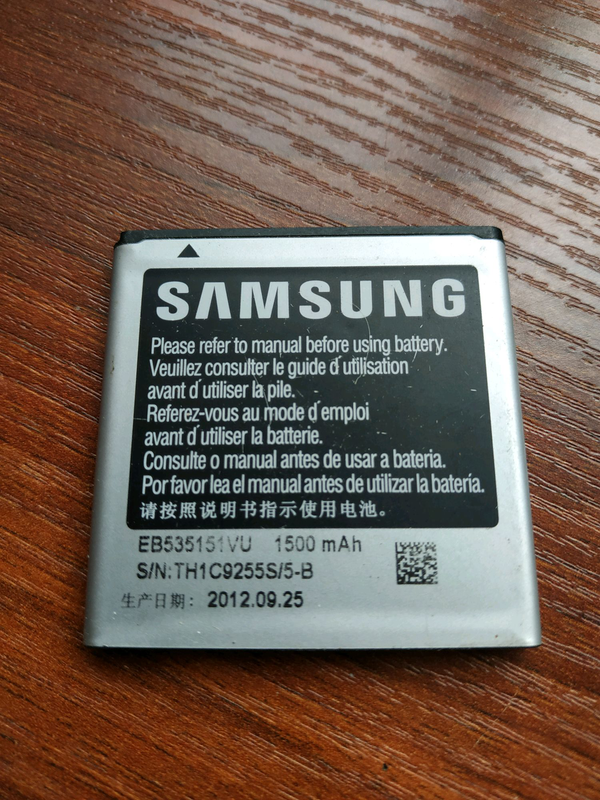 SAMSUNG
Please refer to manual before using battery.
Veuillez consulter le guide d'utilisation
avant d'utiliser la pile.
Referez-vous au mode d'emploi
avant d'utiliser la batterie.
Consulte o manual antes de usar a bateria.
Por favor lea el manual antes de utilizar la batería.
请按照说明书指示使用电池。
EB535151VU 1500 mAh
S/N:TH1C9255S/5-B
生产日期: 2012.09.25